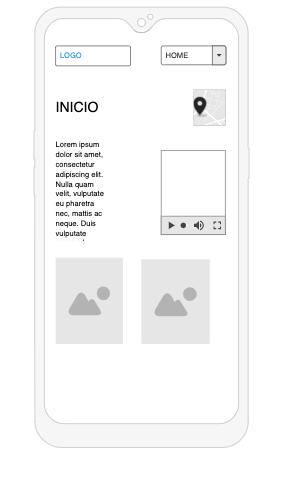 LOGO
HOME
INICIO
Lorem ipsum
dolor sit amet,
consectetur
adipiscing elit.
Nulla quam
velit, vulputate
eu pharetra
nec, mattis ac
neque. Duis
vulputate